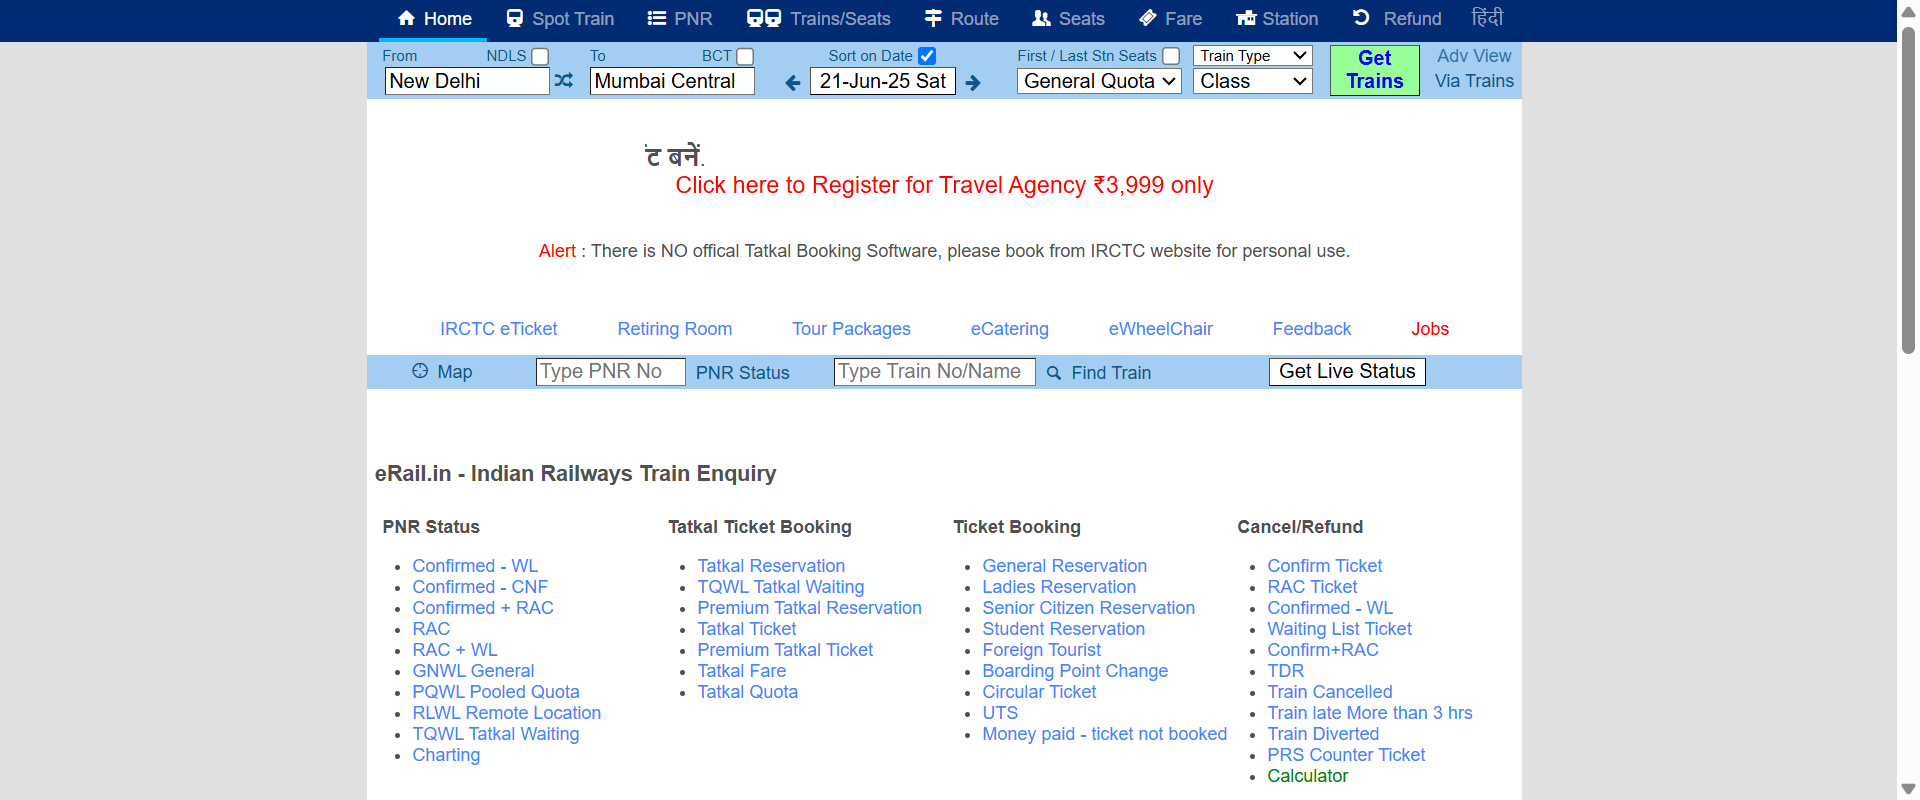 Home Spot Train PNR Trains/Seats Route Seats Fare Station Refund हिंदी
From NDLS To BCT Sort on Date First / Last Stn Seats Train Type Get Trains Adv View
New Delhi Mumbai Central 21-Jun-25 Sat General Quota Class Via Trains
बनें.
Click here to Register for Travel Agency ₹3,999 only
Alert : There is NO offical Tatkal Booking Software, please book from IRCTC website for personal use.
IRCTC eTicket Retiring Room Tour Packages eCatering eWheelChair Feedback Jobs
Map Type PNR No PNR Status Type Train No/Name Find Train Get Live Status
eRail.in - Indian Railways Train Enquiry
PNR Status
Confirmed - WL
Confirmed - CNF
Confirmed + RAC
RAC
RAC + WL
GNWL General
PQWL Pooled Quota
RLWL Remote Location
TQWL Tatkal Waiting
Charting
Tatkal Ticket Booking
Tatkal Reservation
TQWL Tatkal Waiting
Premium Tatkal Reservation
Tatkal Ticket
Premium Tatkal Ticket
Tatkal Fare
Tatkal Quota
Ticket Booking
General Reservation
Ladies Reservation
Senior Citizen Reservation
Student Reservation
Foreign Tourist
Boarding Point Change
Circular Ticket
UTS
Money paid - ticket not booked
Cancel/Refund
Confirm Ticket
RAC Ticket
Confirmed - WL
Waiting List Ticket
Confirm+RAC
TDR
Train Cancelled
Train late More than 3 hrs
Train Diverted
PRS Counter Ticket
Calculator